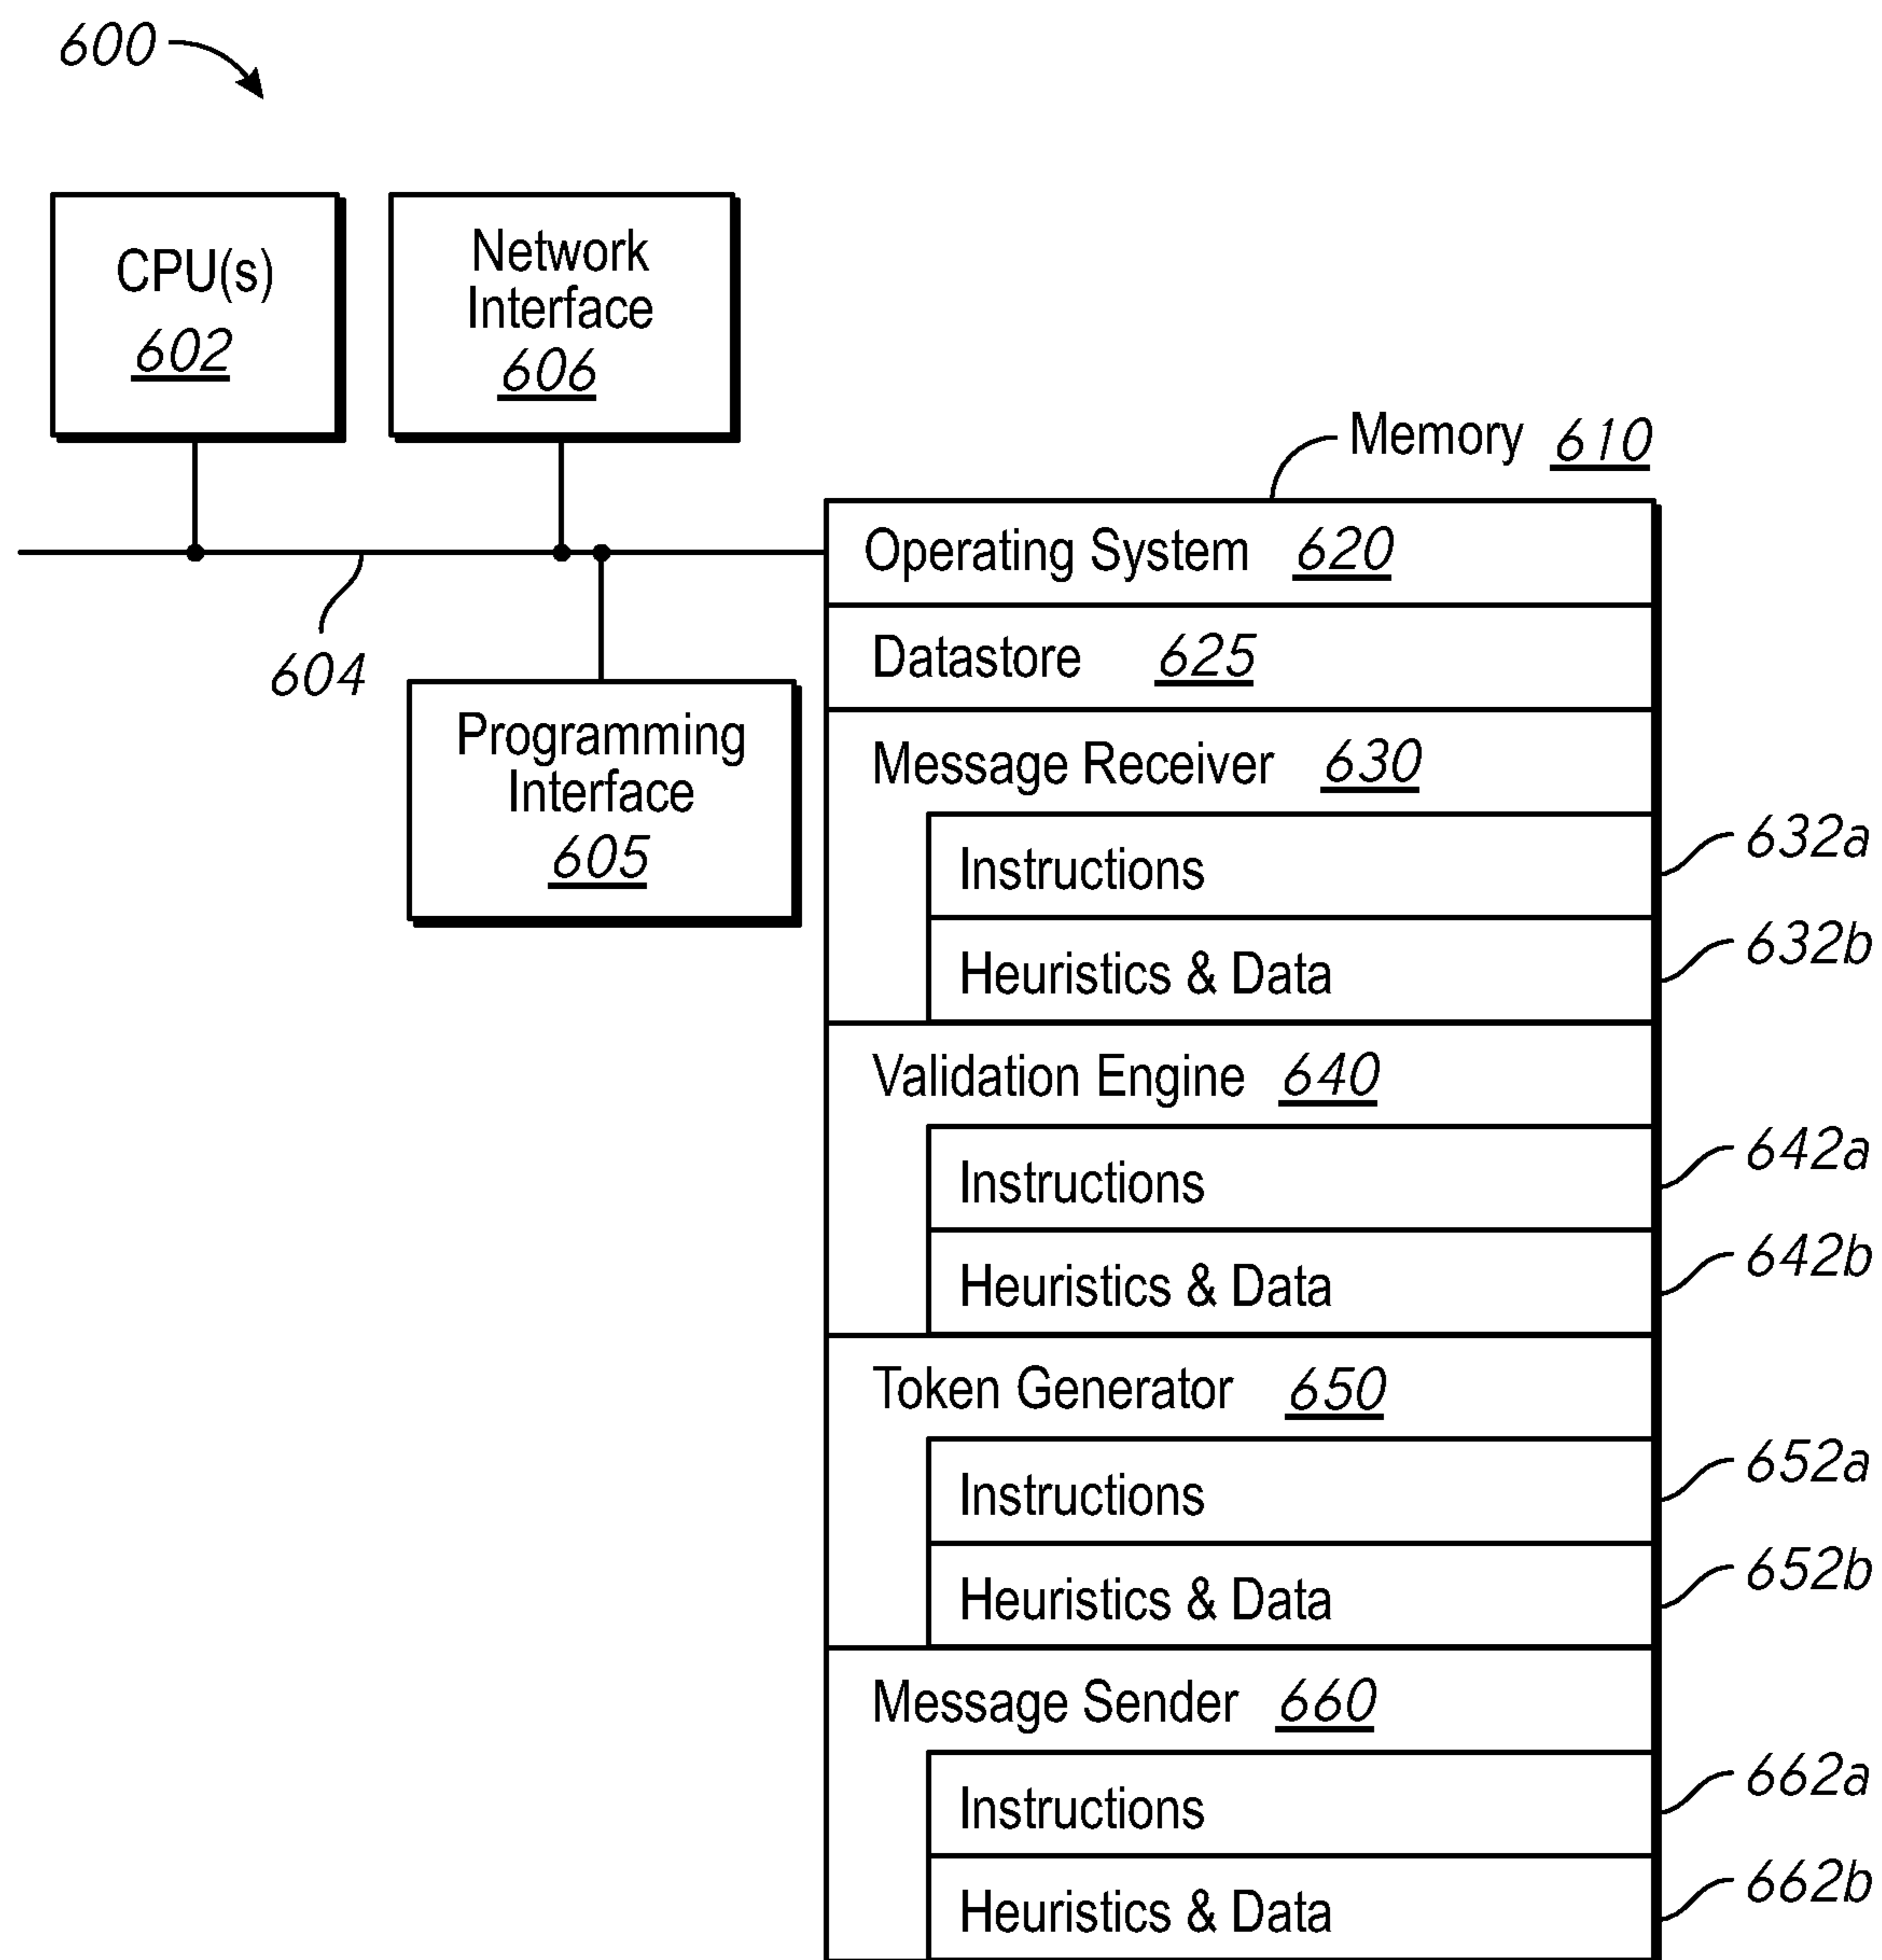 600
CPU(s)
602
Network
Interface
606
Memory 610
604
Programming
Interface
605
Operating System 620
Datastore 625
Message Receiver 630
Instructions
632a
Heuristics & Data
632b
Validation Engine 640
Instructions
642a
Heuristics & Data
642b
Token Generator 650
Instructions
652a
Heuristics & Data
652b
Message Sender 660
Instructions
662a
Heuristics & Data
662b